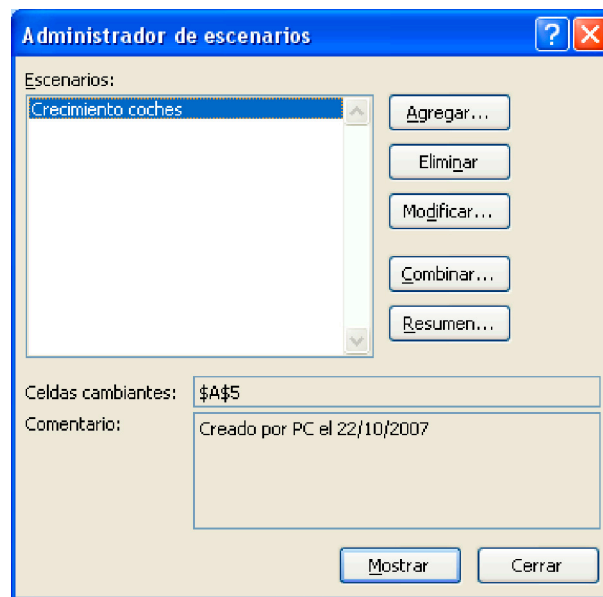 Administrador de escenarios
Escenarios:
Crecimiento coches
Agregar...
Eliminar
Modificar...
Combinar...
Resumen...
Celdas cambiantes: $A$5
Comentario: Creado por PC el 22/10/2007
Mostrar Cerrar